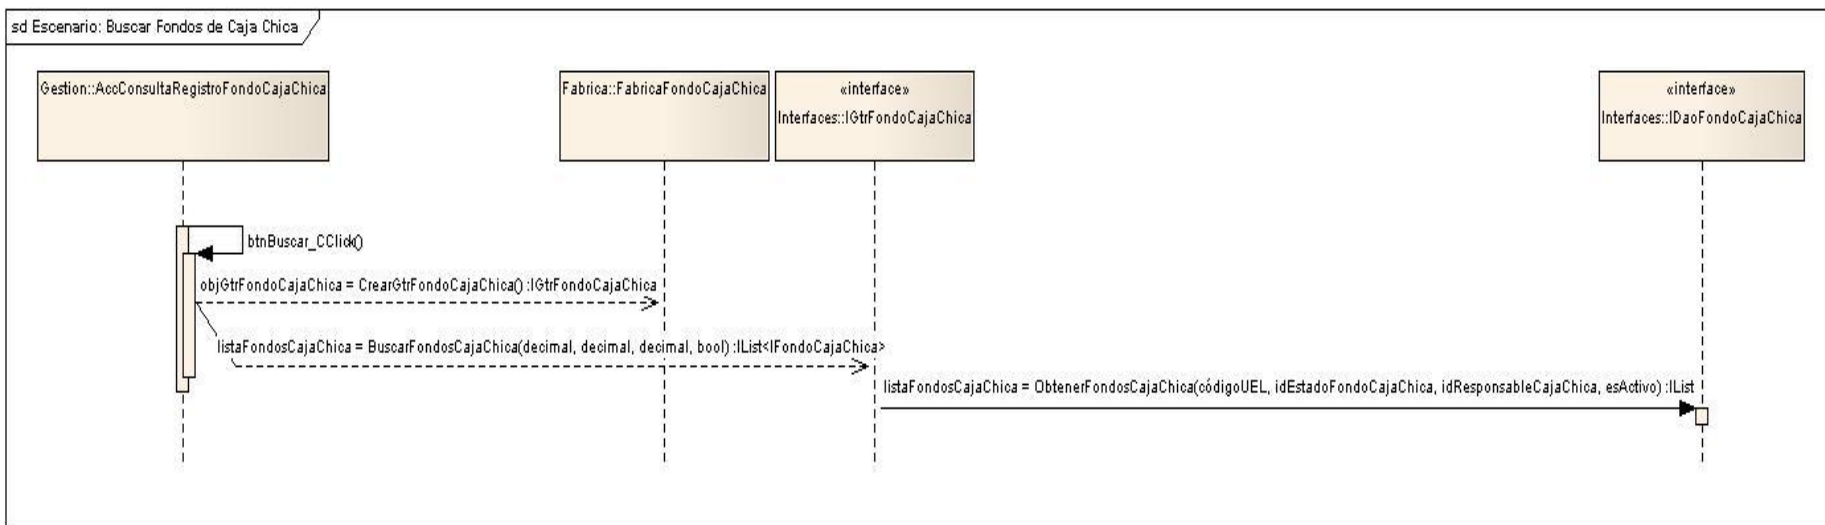 sd Escenario: Buscar Fondos de Caja Chica
Gestion::AccConsultaRegistroFondoCajaChica
Fabrica::FabricaFondoCajaChica
«interface»
Interfaces::IGtrFondoCajaChica
«interface»
Interfaces::IDaoFondoCajaChica
btnBuscar_CClick()
objGtrFondoCajaChica = CrearGtrFondoCajaChica() :IGtrFondoCajaChica
listaFondosCajaChica = BuscarFondosCajaChica(decimal, decimal, decimal, bool) :IList<IFondoCajaChica>
listaFondosCajaChica = ObtenerFondosCajaChica(códigoUEL, idEstadoFondoCajaChica, idResponsableCajaChica, esActivo) :IList